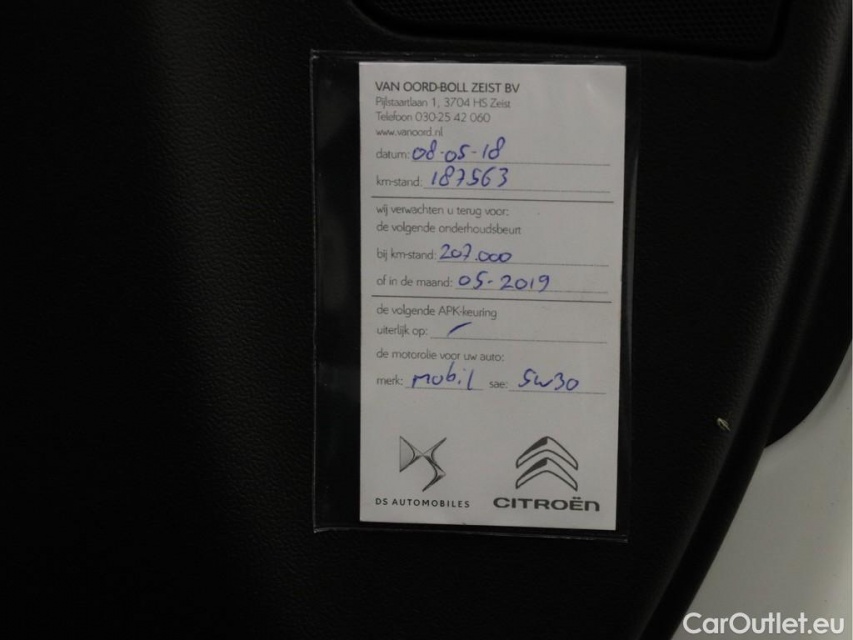 VAN OORD-BOLL ZEIST BV
Pijlstaartlaan 1, 3704 HS Zeist
Telefoon 030-25 42 060
www.vanoord.nl
datum: 08-05-18
km-stand: 187563
wij verwachten u terug voor:
de volgende onderhoudsbeurt
bij km-stand: 207.000
of in de maand: 05-2019
de volgende APK-keuring
uiterlijk op: /
de motorolie voor uw auto:
merk: mobil sae: 5w30
DS AUTOMOBILES CITROËN
CarOutlet.eu